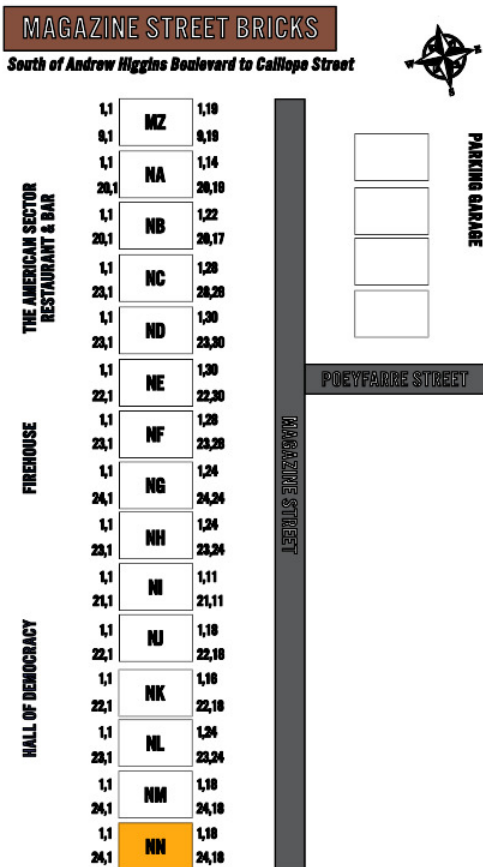 MAGAZINE STREET BRICKS
South of Andrew Higgins Boulevard to Calliope Street
N
E
S
W
1,1 MZ 1,19
9,1 9,19
1,1 NA 1,14
20,1 20,19
1,1 NB 1,22
20,1 20,17
1,1 NC 1,28
23,1 28,28
1,1 ND 1,30
23,1 23,30
1,1 NE 1,30
22,1 22,30
1,1 NF 1,28
23,1 23,28
1,1 NG 1,24
24,1 24,24
1,1 NH 1,24
23,1 23,24
1,1 NI 1,11
21,1 21,11
1,1 NJ 1,18
22,1 22,18
1,1 NK 1,16
22,1 22,18
1,1 NL 1,24
23,1 23,24
1,1 NM 1,18
24,1 24,18
1,1 NN 1,18
24,1 24,18
THE AMERICAN SECTOR
RESTAURANT & BAR
FIREHOUSE
HALL OF DEMOCRACY
MAGAZINE STREET
POEYFARRE STREET
PARKING GARAGE